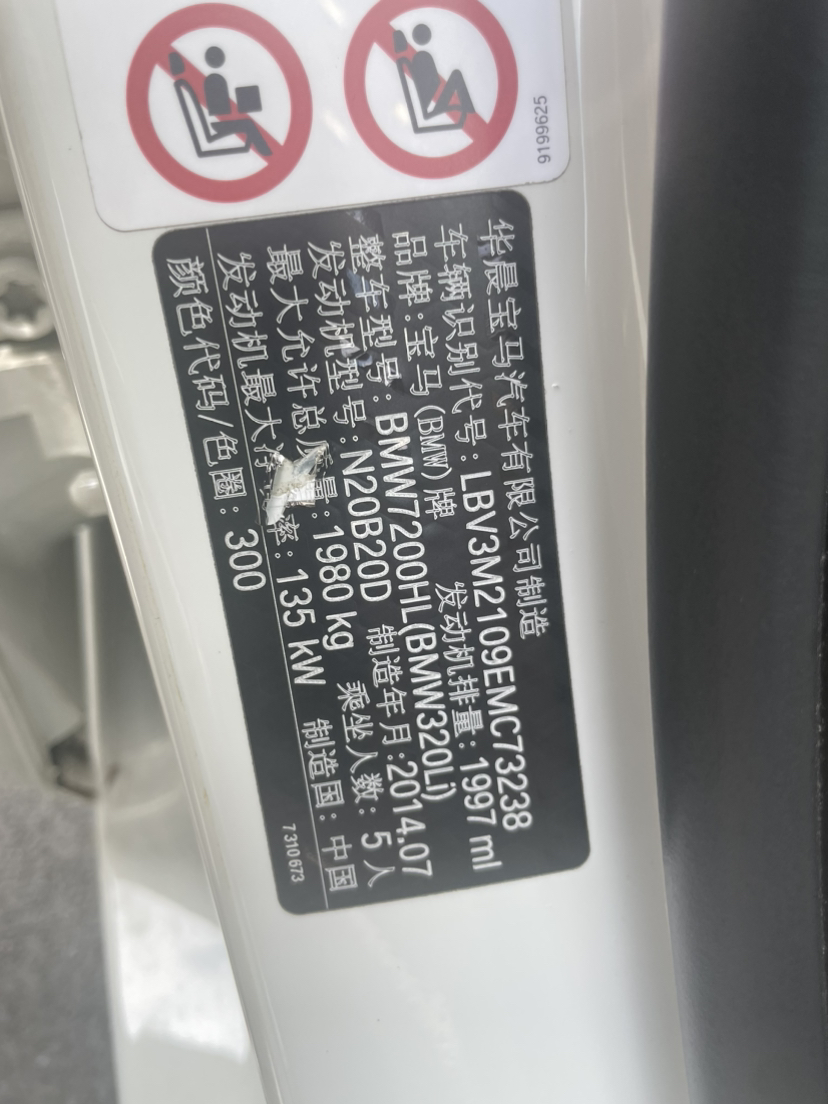 9199625
华晨宝马汽车有限公司制造
车辆识别代号: LBV3M2109EMC73238
品牌: 宝马(BMW)牌 发动机排量: 1997 ml
整车型号: BMW7200HL(BMW320Li)
发动机型号: N20B20D 制造年月: 2014.07
最大允许总 量: 1980 kg 乘坐人数: 5 人
发动机最大 率: 135 kW 制造国: 中国
颜色代码/色圈: 300
7 310 673